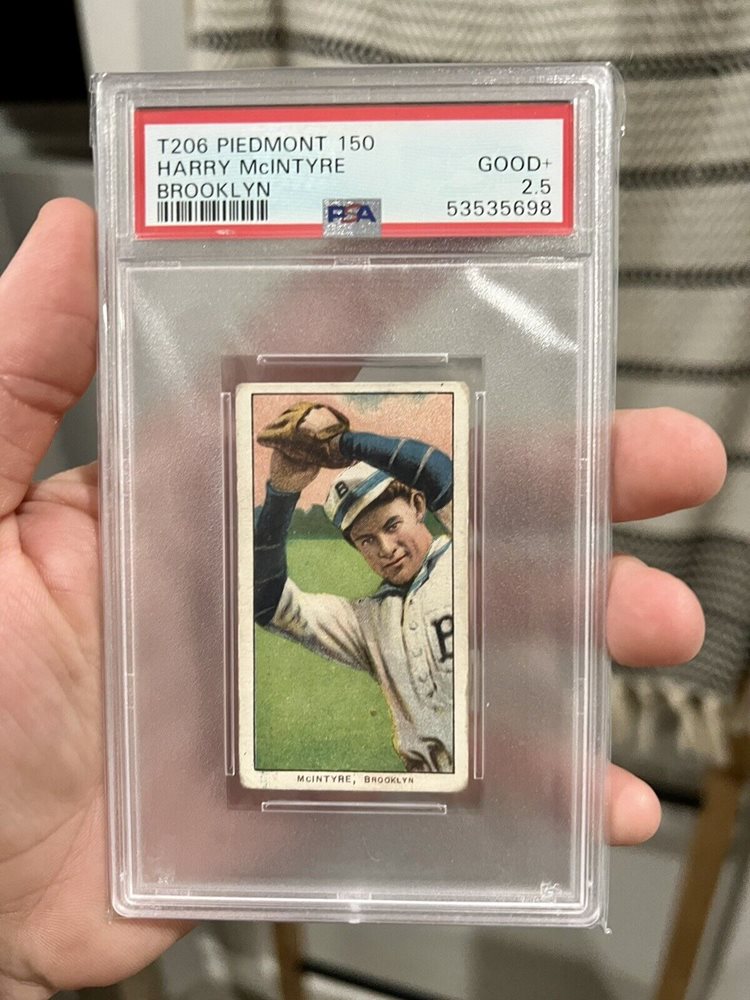 T206 PIEDMONT 150
HARRY McINTYRE GOOD+
BROOKLYN 2.5
PSA 53535698
B
B
McINTYRE, BROOKLYN